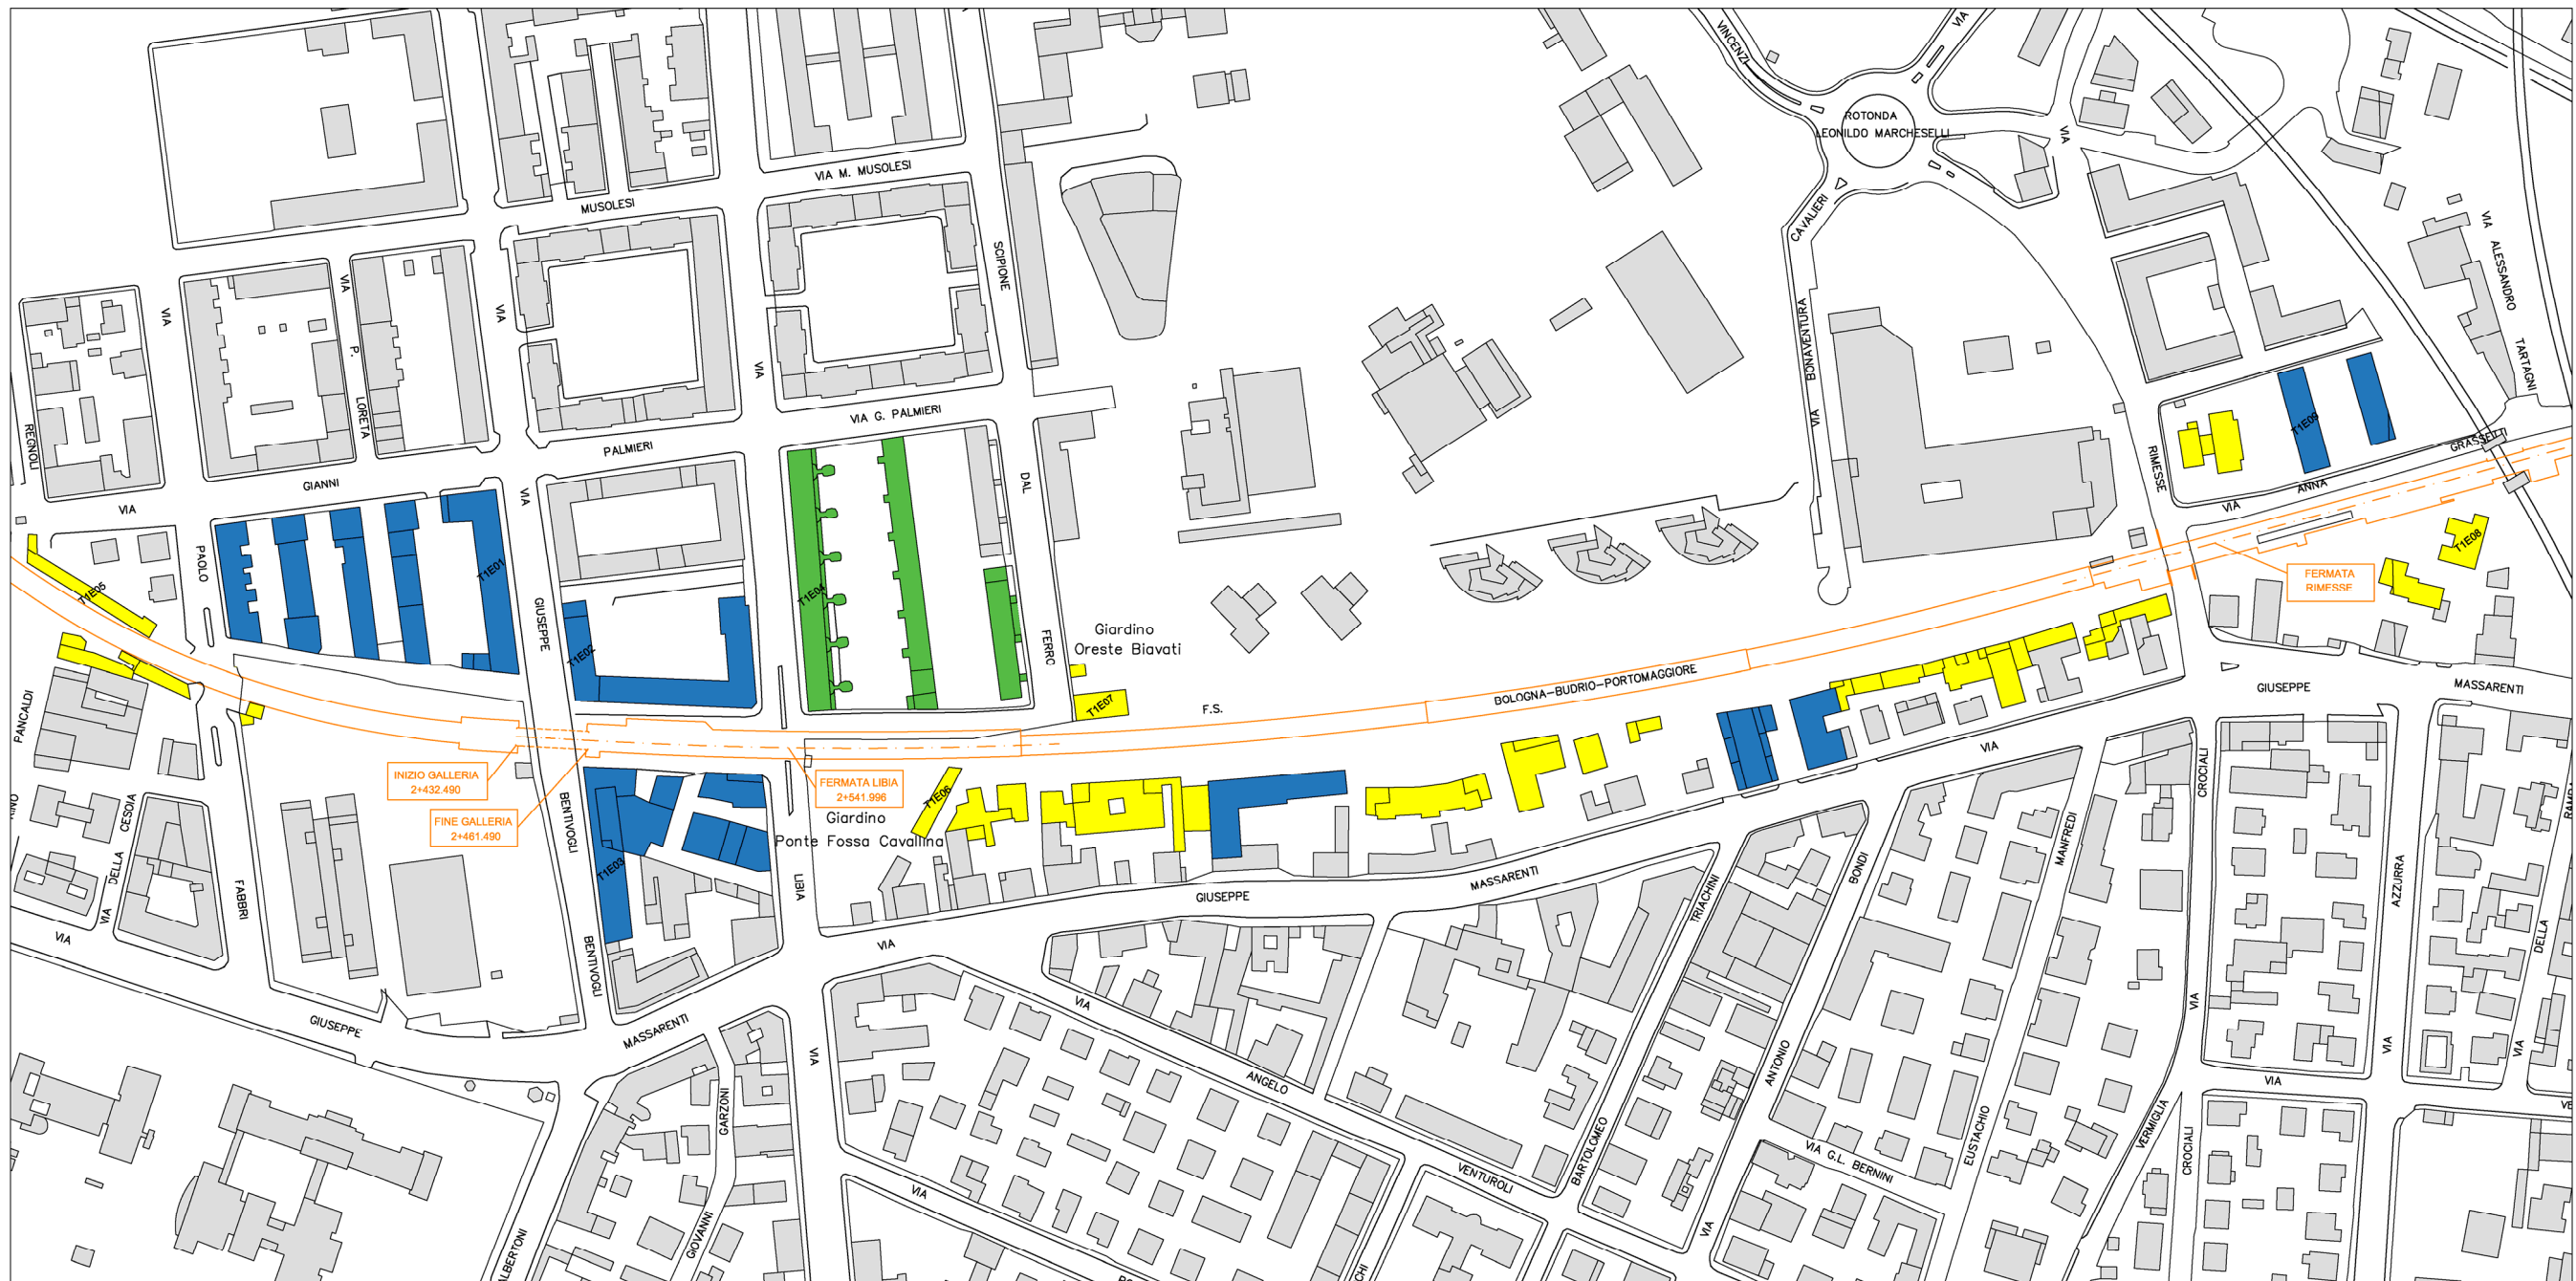 VINCENZI
VIA
ROTONDA
LEONILDO MARCHESELLI
VIA
CAVALIERI
VIA M. MUSOLESI
MUSOLESI
SCIPIONE
VIA
VIA
VIA
VIA
P.
LORETA
VIA
BONAVENTURA
VIA
VIA
ALESSANDRO
TARTAGNI
VIA G. PALMIERI
PALMIERI
REGNOLI
GIANNI
VIA
VIA
DAL
RIMESSE
T1E09
GRASSETTI
ANNA
VIA
PAOLO
T1E05
T1E01
GIUSEPPE
T1E02
T1E04
FERRO
Giardino
Oreste Biavati
T1E08
FERMATA
RIMESSE
PANCALDI
T1E07
F.S.
BOLOGNA-BUDRIO-PORTOMAGGIORE
GIUSEPPE
MASSARENTI
VIA
INIZIO GALLERIA
2+432.490
FINE GALLERIA
2+461.490
FERMATA LIBIA
2+541.996
T1E06
Giardino
Ponte Fossa Cavallina
BENTIVOGLI
T1E03
LIBIA
CESOIA
DELLA
VIA
FABBRI
VIA
GIUSEPPE
MASSARENTI
VIA
TRIACHINI
BONDI
MANFREDI
CROCIALI
AZZURRA
DELLA
VIA
BENTIVOGLI
GIUSEPPE
MASSARENTI
VIA
VIA
ANGELO
VENTUROLI
BARTOLOMEO
ANTONIO
VIA
VIA G.L. BERNINI
EUSTACHIO
VERMIGLIA
VIA
CROCIALI
VIA
VIA
VIA
GARZONI
GIOVANNI
ALBERTONI
VIA